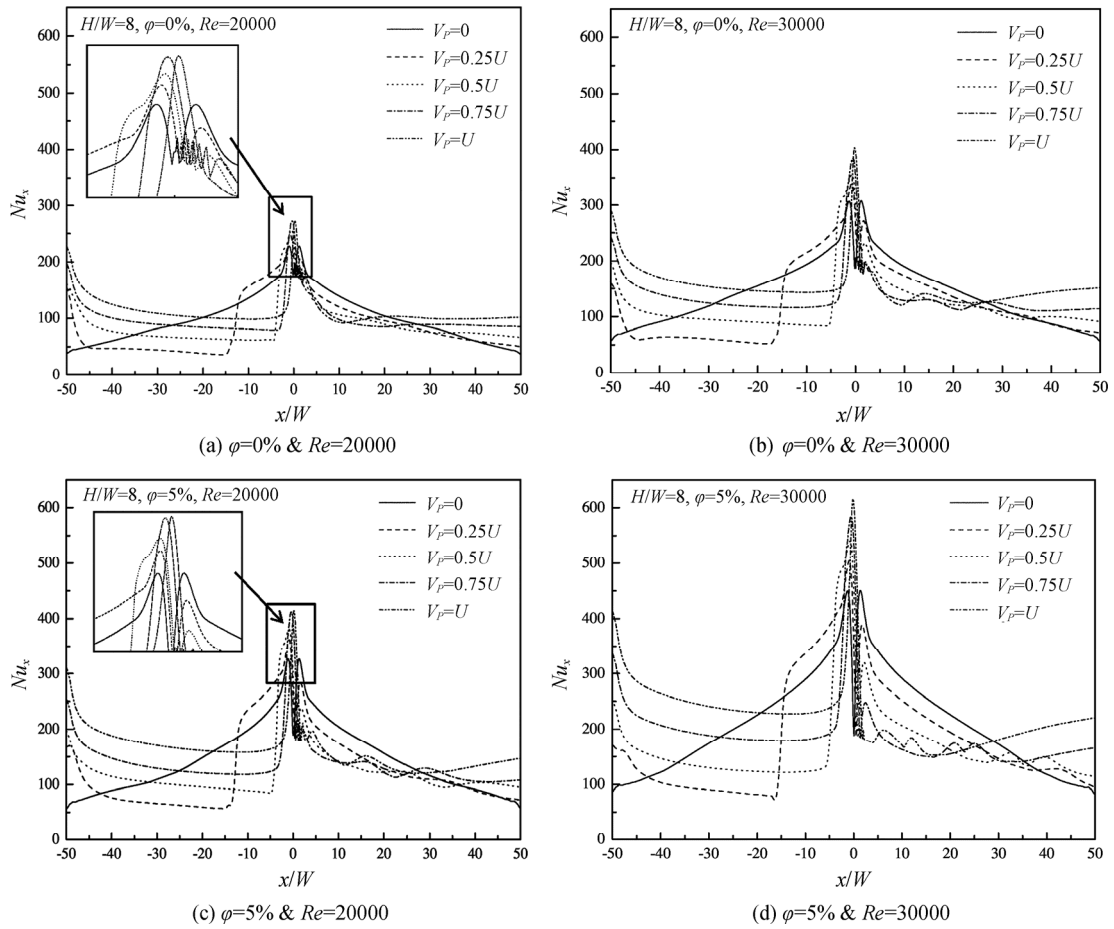 H/W=8, φ=0%, Re=20000
V_P=0
V_P=0.25U
V_P=0.5U
V_P=0.75U
V_P=U
600
500
400
300
200
100
0
Nu_x
-50 -40 -30 -20 -10 0 10 20 30 40 50
x/W
(a) φ=0% & Re=20000
H/W=8, φ=0%, Re=30000
V_P=0
V_P=0.25U
V_P=0.5U
V_P=0.75U
V_P=U
600
500
400
300
200
100
0
Nu_x
-50 -40 -30 -20 -10 0 10 20 30 40 50
x/W
(b) φ=0% & Re=30000
H/W=8, φ=5%, Re=20000
V_P=0
V_P=0.25U
V_P=0.5U
V_P=0.75U
V_P=U
600
500
400
300
200
100
0
Nu_x
-50 -40 -30 -20 -10 0 10 20 30 40 50
x/W
(c) φ=5% & Re=20000
H/W=8, φ=5%, Re=30000
V_P=0
V_P=0.25U
V_P=0.5U
V_P=0.75U
V_P=U
600
500
400
300
200
100
0
Nu_x
-50 -40 -30 -20 -10 0 10 20 30 40 50
x/W
(d) φ=5% & Re=30000